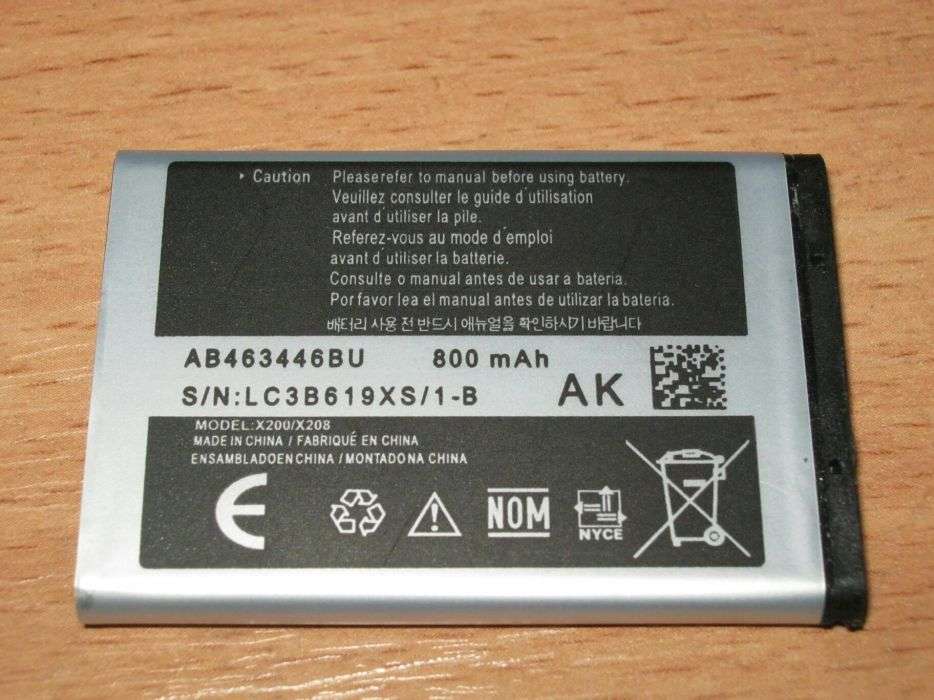 Caution Pleaserefer to manual before using battery.
Veuillez consulter le guide d'utilisation
avant d'utiliser la pile.
Referez-vous au mode d'emploi
avant d'utiliser la batterie.
Consulte o manual antes de usar a bateria.
Por favor lea el manual antes de utilizar la bateria.
배터리 사용 전 반드시 매뉴얼을 확인하시기 바랍니다
AB463446BU 800 mAh
S/N:LC3B619XS/1-B AK
MODEL:X200/X208
MADE IN CHINA / FABRIQUÉ EN CHINA
ENSAMBLADOEN CHINA / MONTADONA CHINA
CE
NOM
NYCE